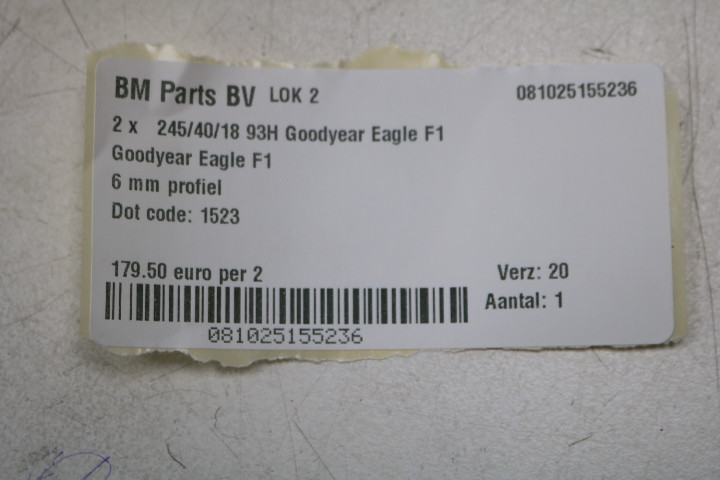 BM Parts BV LOK 2 081025155236
2 x 245/40/18 93H Goodyear Eagle F1
Goodyear Eagle F1
6 mm profiel
Dot code: 1523
179.50 euro per 2 Verz: 20
Aantal: 1
081025155236